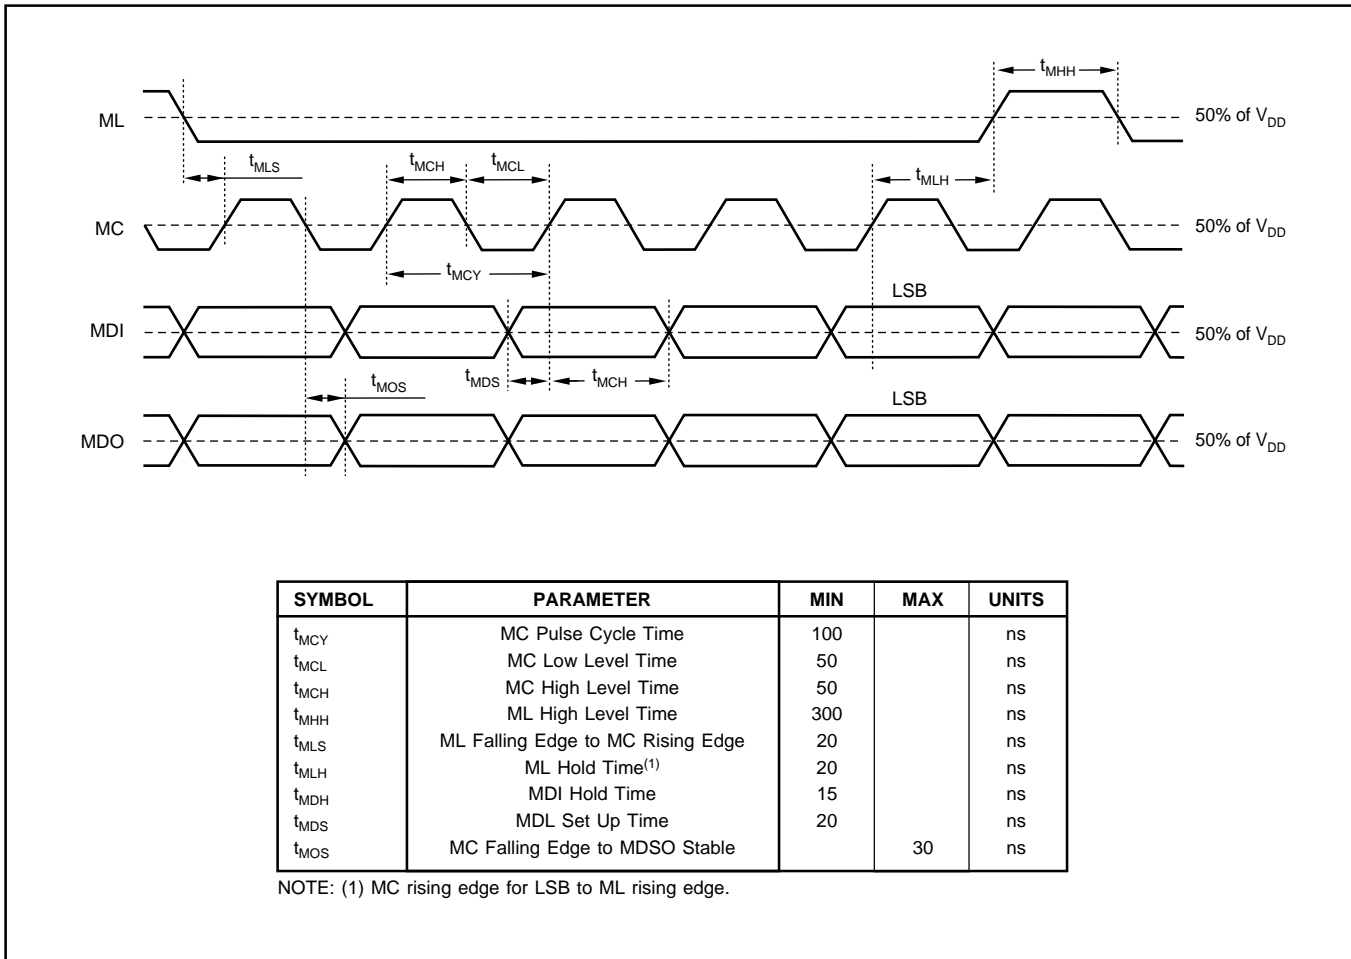 t_MHH
ML
50% of V_DD
t_MLS
t_MCH
t_MCL
t_MLH
MC
50% of V_DD
t_MCY
LSB
MDI
50% of V_DD
t_MOS
t_MDS
t_MCH
LSB
MDO
50% of V_DD
SYMBOL PARAMETER MIN MAX UNITS
t_MCY MC Pulse Cycle Time 100 ns
t_MCL MC Low Level Time 50 ns
t_MCH MC High Level Time 50 ns
t_MHH ML High Level Time 300 ns
t_MLS ML Falling Edge to MC Rising Edge 20 ns
t_MLH ML Hold Time(1) 20 ns
t_MDH MDI Hold Time 15 ns
t_MDS MDL Set Up Time 20 ns
t_MOS MC Falling Edge to MDSO Stable 30 ns
NOTE: (1) MC rising edge for LSB to ML rising edge.